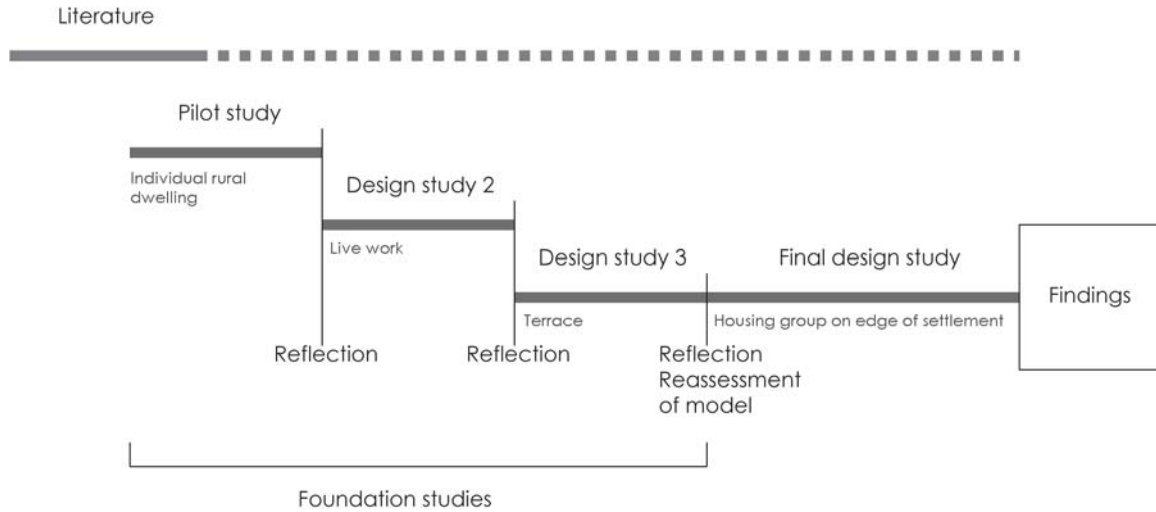 Literature
Pilot study
Individual rural
dwelling
Design study 2
Live work
Design study 3
Terrace
Final design study
Housing group on edge of settlement
Findings
Reflection
Reflection
Reflection
Reassessment
of model
Foundation studies